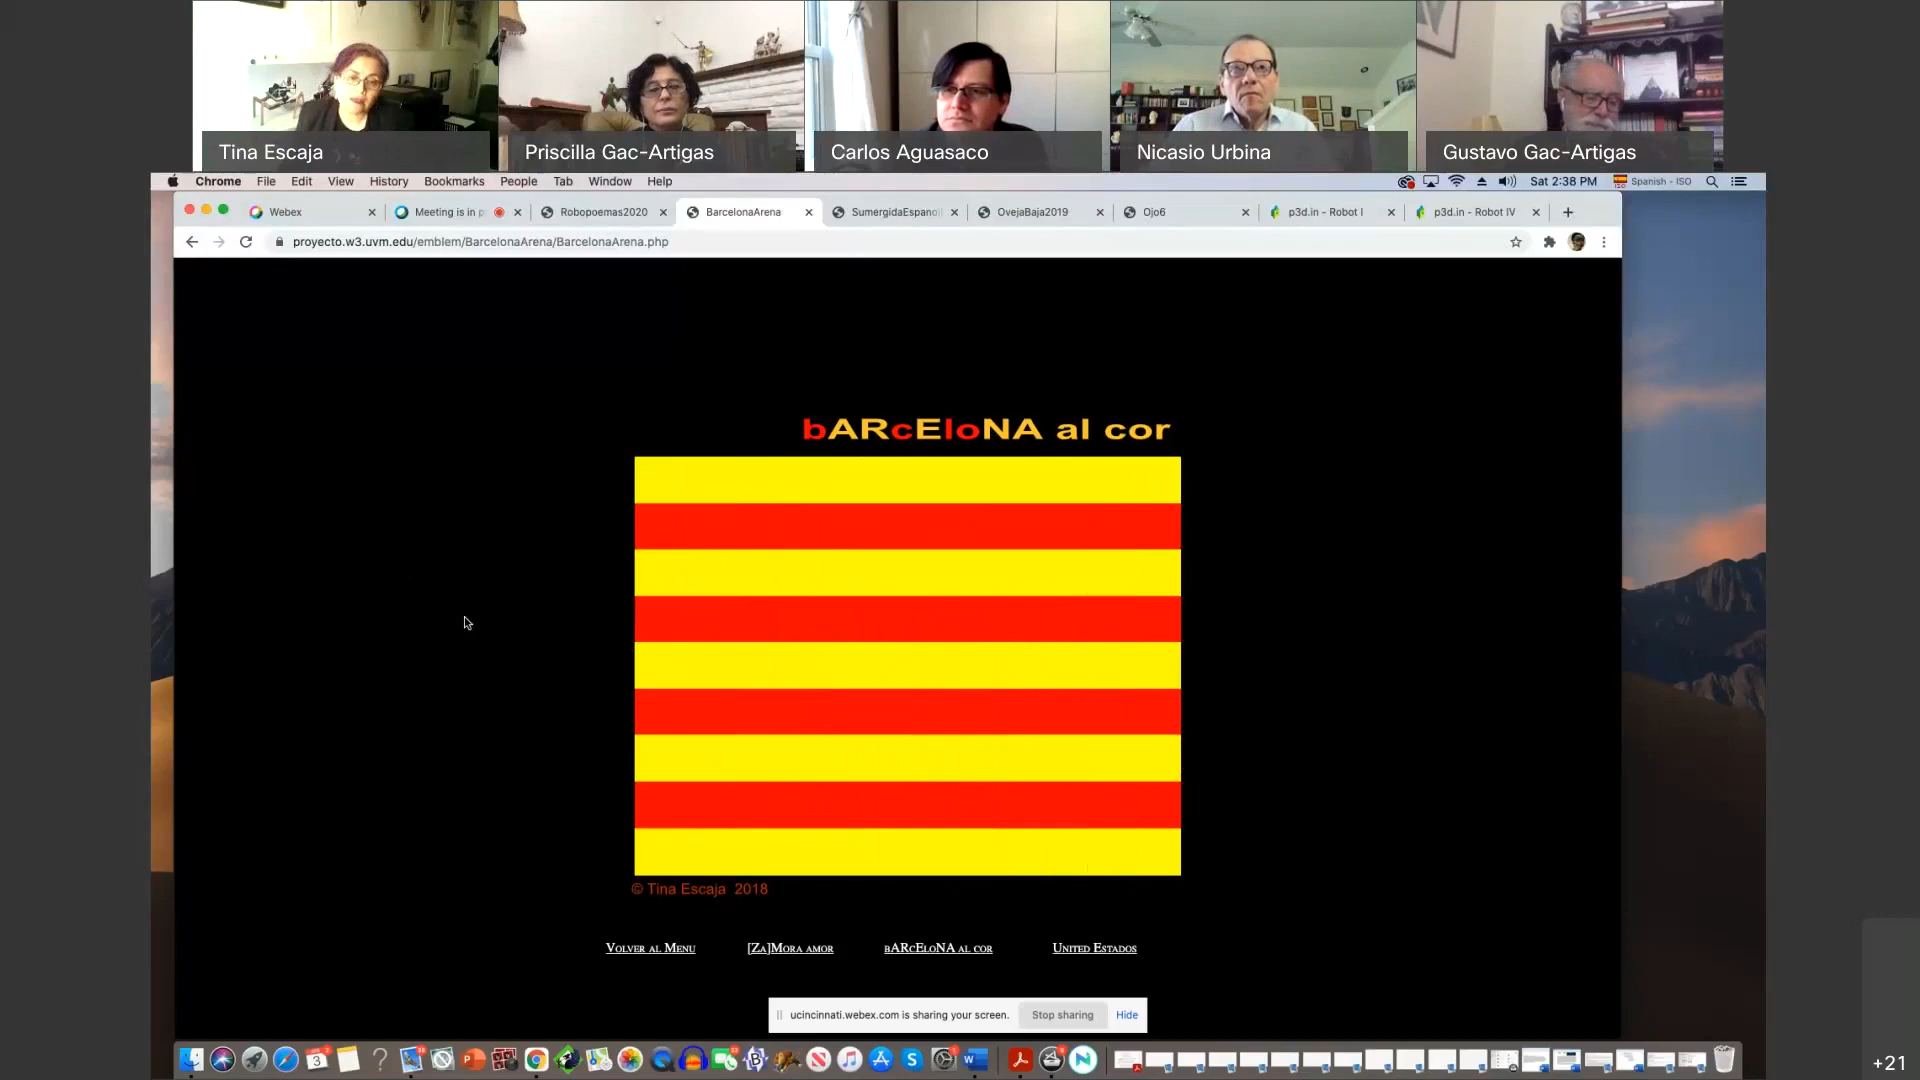 Tina Escaja
Priscilla Gac-Artigas
Carlos Aguasaco
Nicasio Urbina
Gustavo Gac-Artigas
Chrome File Edit View History Bookmarks People Tab Window Help
Sat 2:38 PM Spanish - ISO
Webex
Meeting is in p
Robopoemas2020
BarcelonaArena
SumergidaEspanol
OvejaBaja2019
Ojo6
p3d.in - Robot I
p3d.in - Robot IV
proyecto.w3.uvm.edu/emblem/BarcelonaArena/BarcelonaArena.php
bARcEloNA al cor
© Tina Escaja 2018
Volver al Menu
[Za]Mora amor
bARcEloNA al cor
United Estados
ucincinnati.webex.com is sharing your screen. Stop sharing Hide
+21